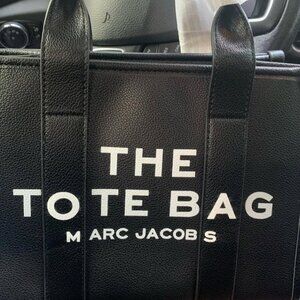 THE
TOTE BAG
MARC JACOBS